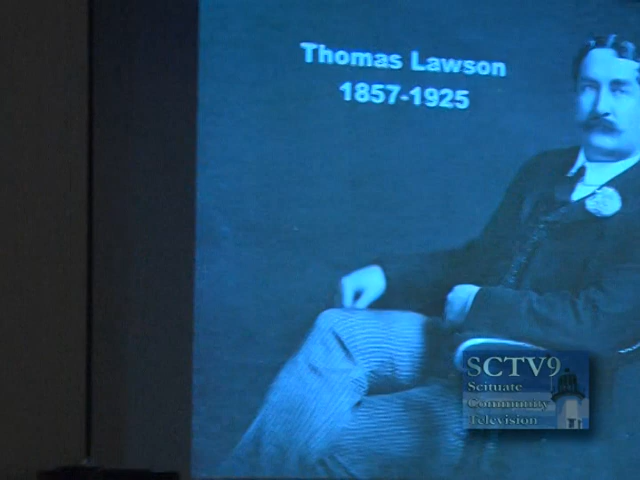 Thomas Lawson
1857-1925
SCTV9
Scituate
Community
Television